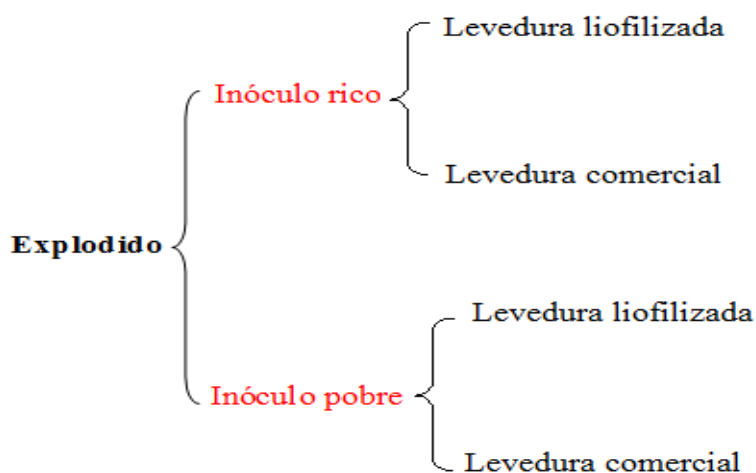 Levedura liofilizada
Inóculo rico
Levedura comercial
Explodido
Levedura liofilizada
Inóculo pobre
Levedura comercial